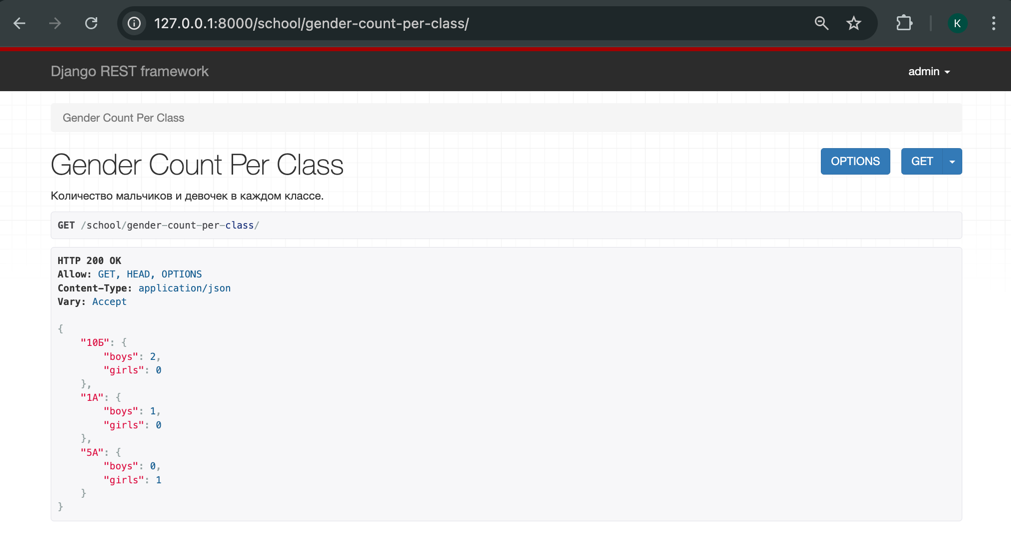 127.0.0.1:8000/school/gender-count-per-class/
K
Django REST framework
admin
Gender Count Per Class
Gender Count Per Class
OPTIONS
GET
Количество мальчиков и девочек в каждом классе.
GET /school/gender-count-per-class/
HTTP 200 OK
Allow: GET, HEAD, OPTIONS
Content-Type: application/json
Vary: Accept
{
"10Б": {
"boys": 2,
"girls": 0
},
"1А": {
"boys": 1,
"girls": 0
},
"5А": {
"boys": 0,
"girls": 1
}
}